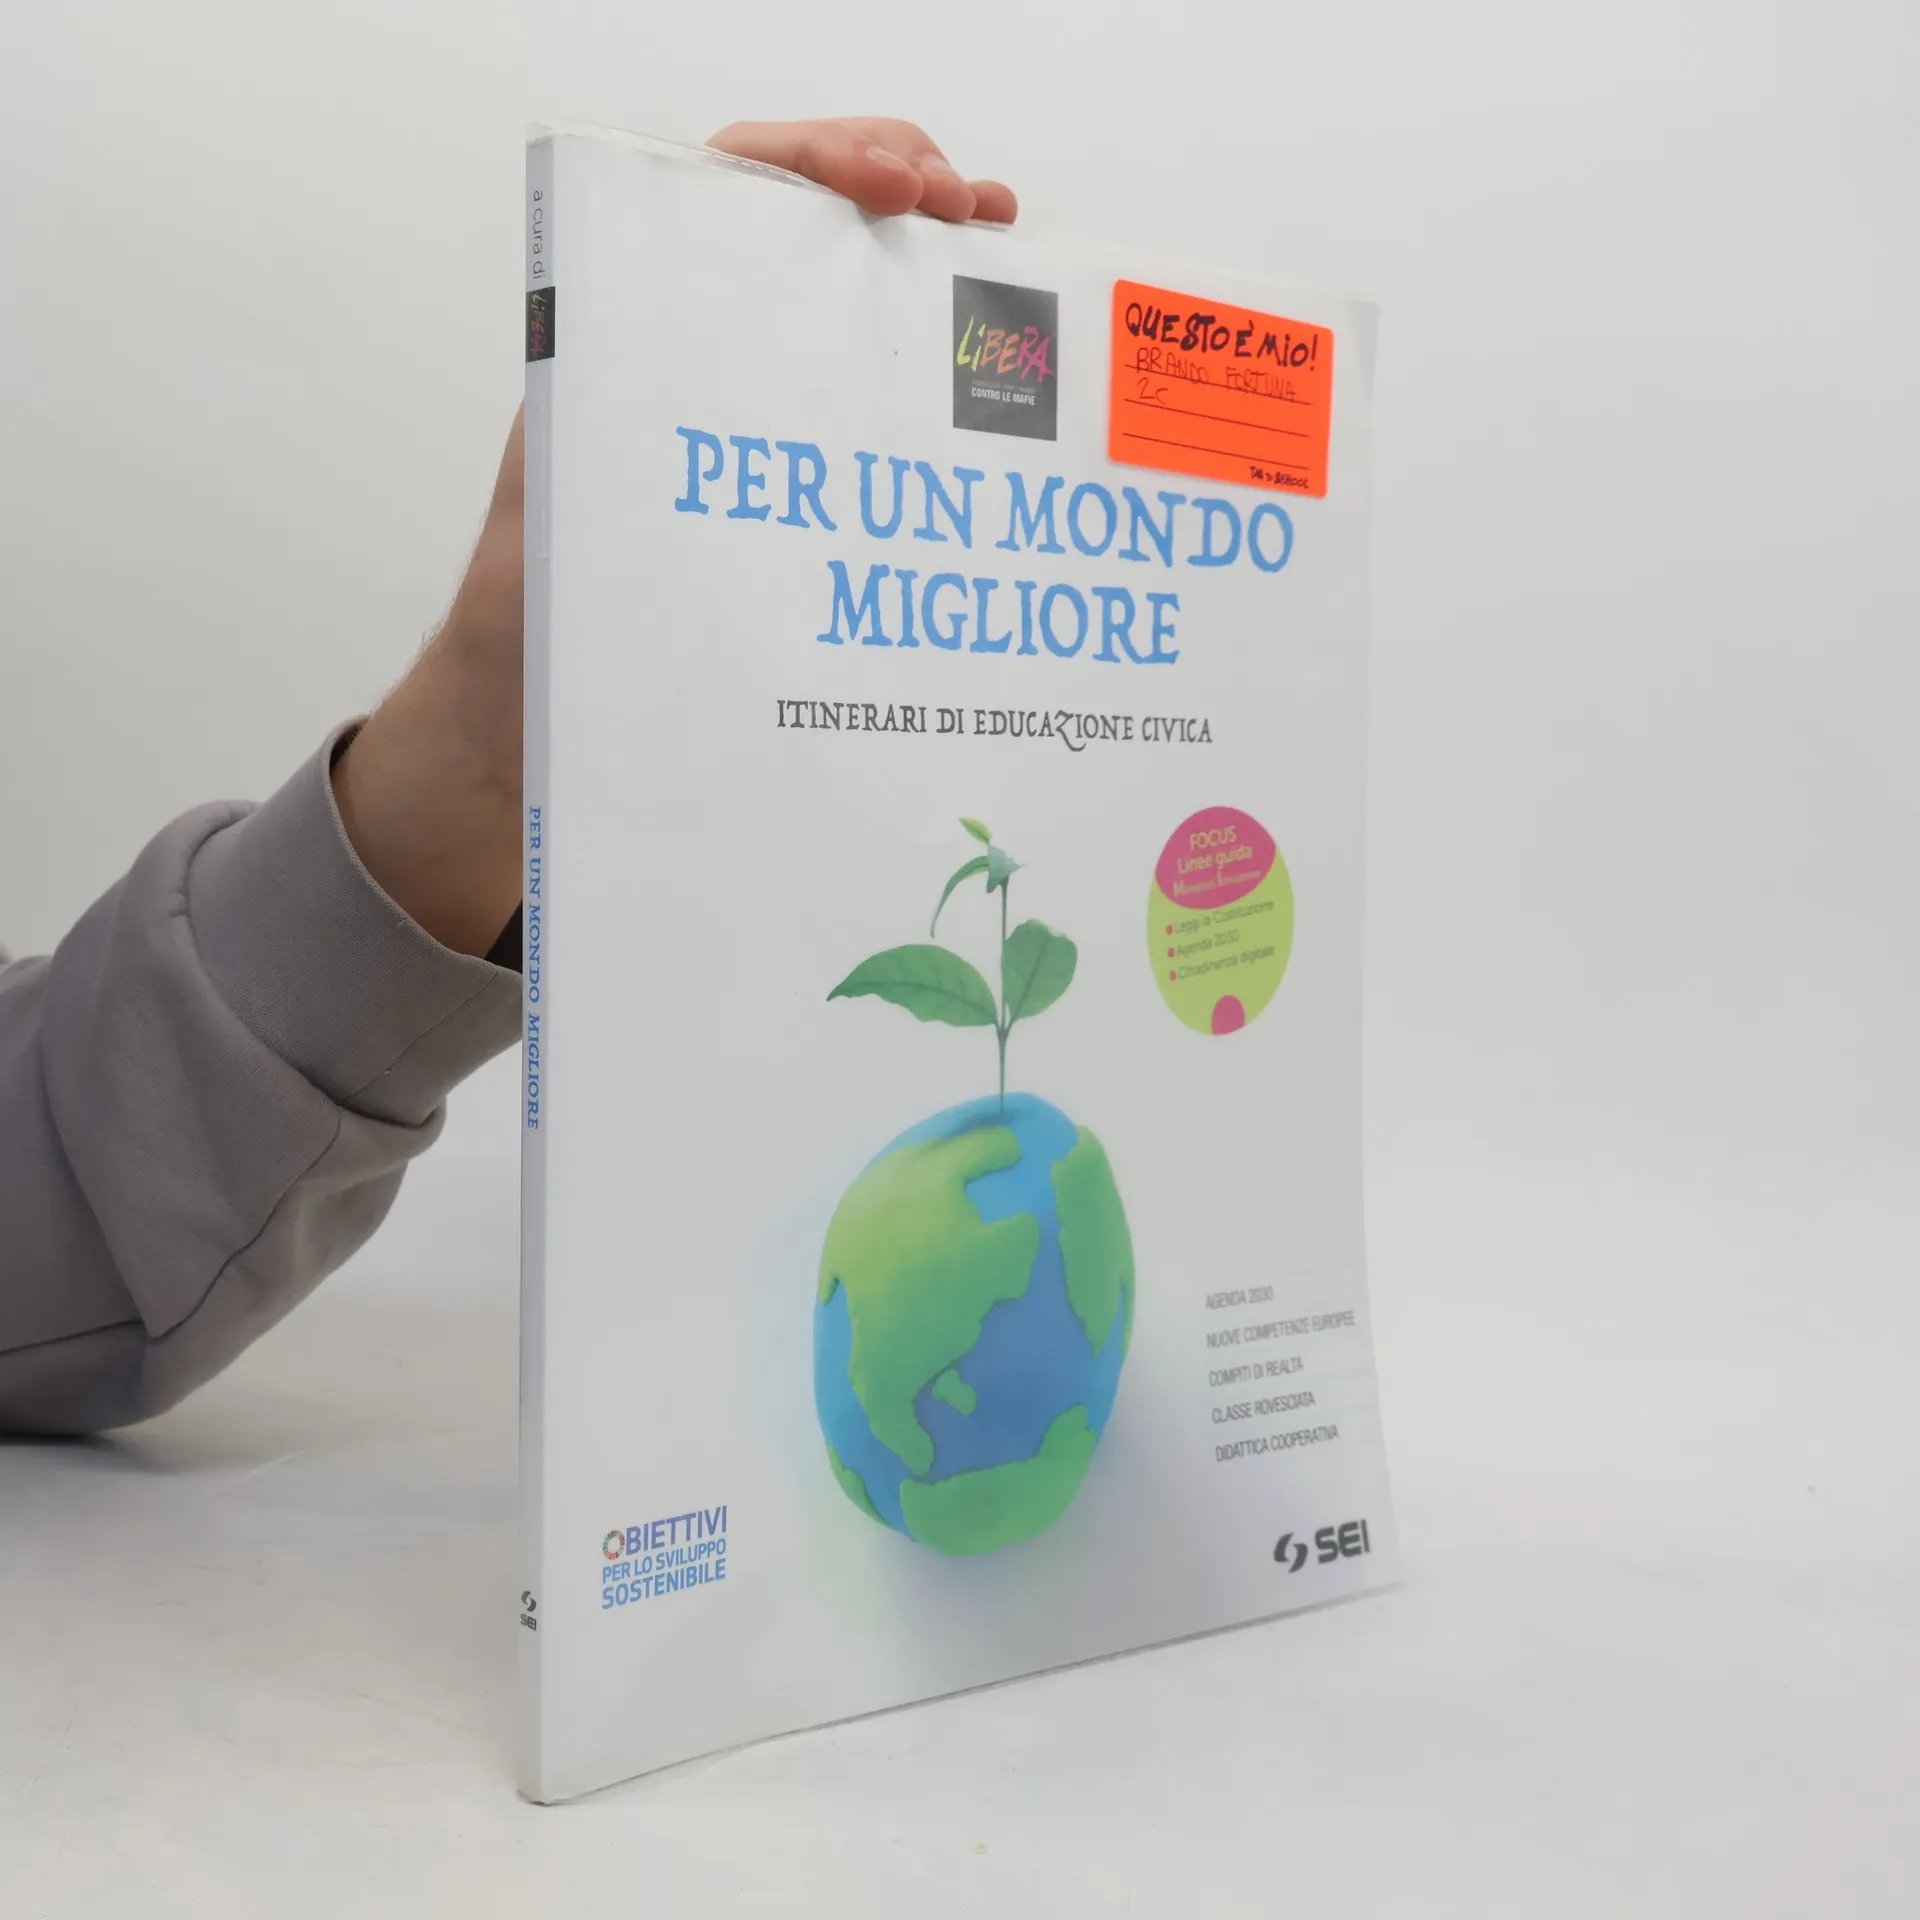 a cura di LIBERA
PER UN MONDO MIGLIORE
SEI
LIBERA
CONTRO LE MAFIE
QUESTO È MIO!
BRANDO FORTUNA
2C
PER UN MONDO
MIGLIORE
ITINERARI DI EDUCAZIONE CIVICA
FOCUS
Linee guida
Ministero Istruzione
Leggi la Costituzione
Agenda 2030
Cittadinanza digitale
AGENDA 2030
NUOVE COMPETENZE EUROPEE
COMPITI DI REALTÀ
CLASSE ROVESCIATA
DIDATTICA COOPERATIVA
OBIETTIVI
PER LO SVILUPPO
SOSTENIBILE
SEI